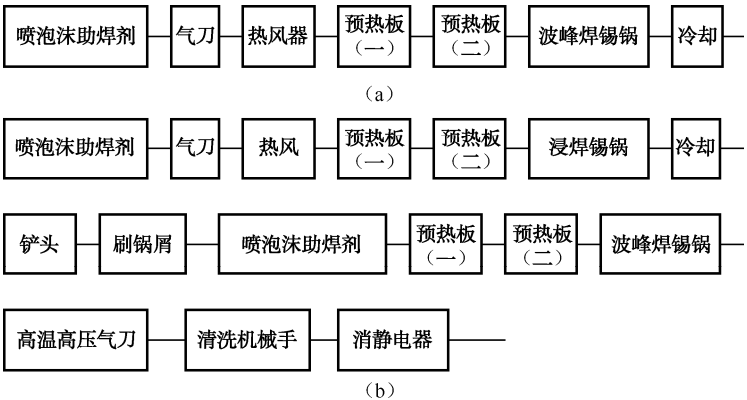 喷泡沫助焊剂 气刀 热风器 预热板（一） 预热板（二） 波峰焊锡锅 冷却
（a）
喷泡沫助焊剂 气刀 热风 预热板（一） 预热板（二） 浸焊锡锅 冷却
铲头 刷锅屑 喷泡沫助焊剂 预热板（一） 预热板（二） 波峰焊锡锅
高温高压气刀 清洗机械手 消静电器
（b）